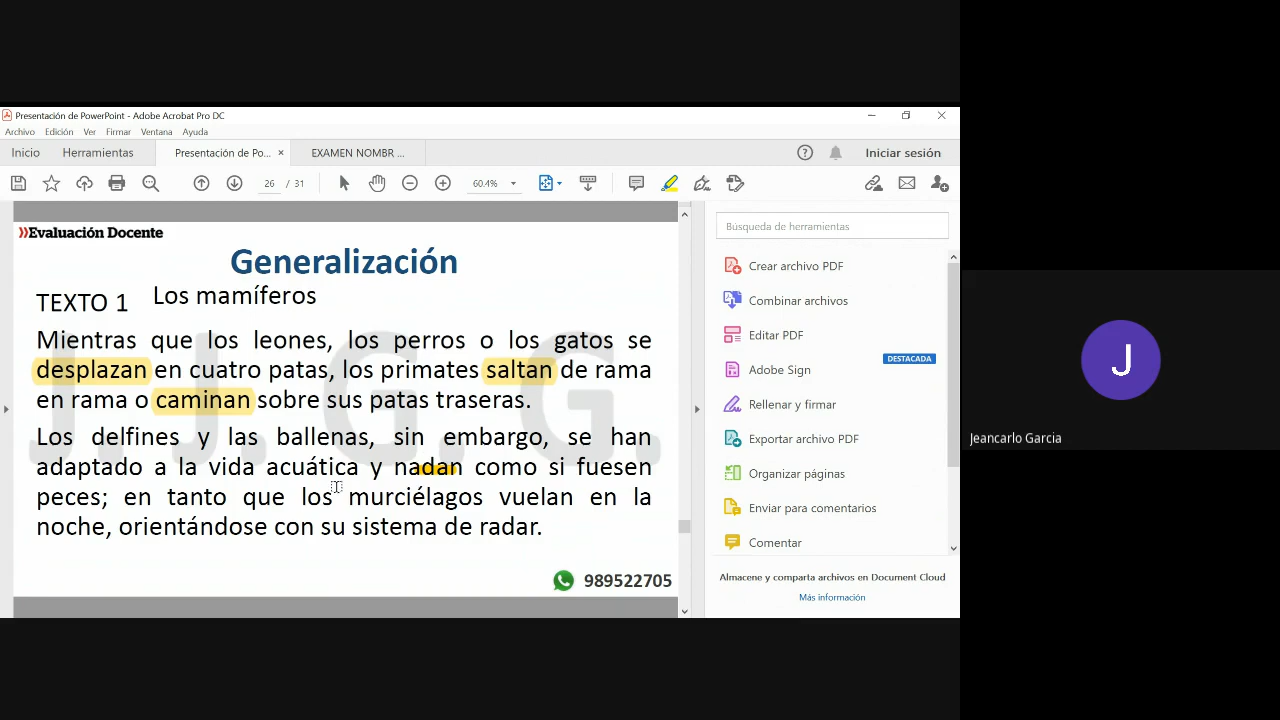 Presentación de PowerPoint - Adobe Acrobat Pro DC
Archivo Edición Ver Firmar Ventana Ayuda
Inicio Herramientas Presentación de Po... × EXAMEN NOMBR ... Iniciar sesión
26 / 31 60.4%
»Evaluación Docente
Generalización
TEXTO 1 Los mamíferos
Mientras que los leones, los perros o los gatos se
desplazan en cuatro patas, los primates saltan de rama
en rama o caminan sobre sus patas traseras.
Los delfines y las ballenas, sin embargo, se han
adaptado a la vida acuática y nadan como si fuesen
peces; en tanto que los murciélagos vuelan en la
noche, orientándose con su sistema de radar.
989522705
J. J. G. G.
Búsqueda de herramientas
Crear archivo PDF
Combinar archivos
Editar PDF
DESTACADA
Adobe Sign
Rellenar y firmar
Exportar archivo PDF
Organizar páginas
Enviar para comentarios
Comentar
Almacene y comparta archivos en Document Cloud
Más información
J
Jeancarlo Garcia